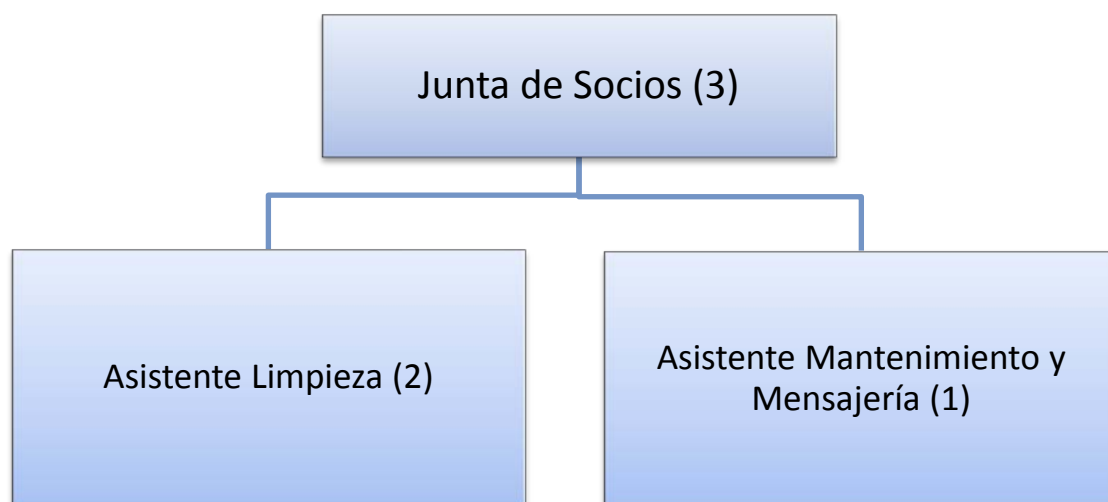 Junta de Socios (3)
Asistente Limpieza (2)
Asistente Mantenimiento y
Mensajería (1)